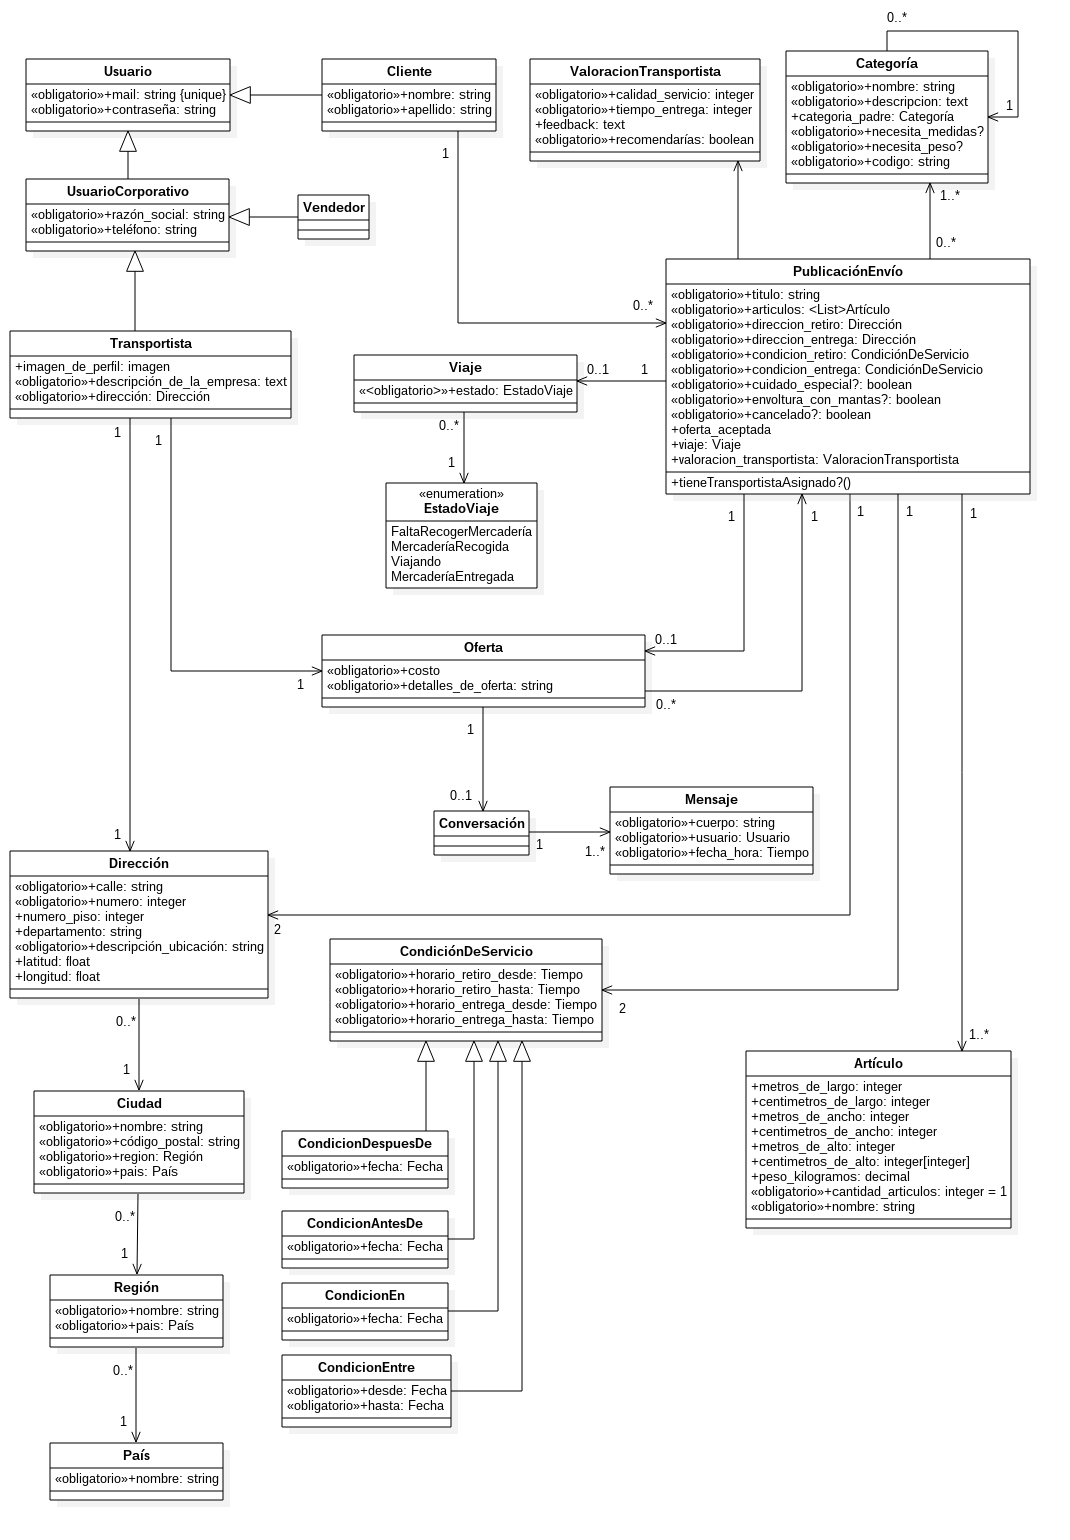 0..*
1
Usuario
«obligatorio»+mail: string {unique}
«obligatorio»+contraseña: string
Cliente
«obligatorio»+nombre: string
«obligatorio»+apellido: string
1
ValoracionTransportista
«obligatorio»+calidad_servicio: integer
«obligatorio»+tiempo_entrega: integer
+feedback: text
«obligatorio»+recomendarías: boolean
Categoría
«obligatorio»+nombre: string
«obligatorio»+descripcion: text
+categoria_padre: Categoría
«obligatorio»+necesita_medidas?
«obligatorio»+necesita_peso?
«obligatorio»+codigo: string
1..*
0..*
UsuarioCorporativo
«obligatorio»+razón_social: string
«obligatorio»+teléfono: string
Vendedor
PublicaciónEnvío
«obligatorio»+titulo: string
«obligatorio»+articulos: <List>Artículo
«obligatorio»+direccion_retiro: Dirección
«obligatorio»+direccion_entrega: Dirección
«obligatorio»+condicion_retiro: CondiciónDeServicio
«obligatorio»+condicion_entrega: CondiciónDeServicio
«obligatorio»+cuidado_especial?: boolean
«obligatorio»+envoltura_con_mantas?: boolean
«obligatorio»+cancelado?: boolean
+oferta_aceptada
+viaje: Viaje
+valoracion_transportista: ValoracionTransportista
+tieneTransportistaAsignado?()
0..*
Transportista
+imagen_de_perfil: imagen
«obligatorio»+descripción_de_la_empresa: text
«obligatorio»+dirección: Dirección
1
1
Viaje
«<obligatorio>»+estado: EstadoViaje
0..1
1
0..*
1
«enumeration»
EstadoViaje
FaltaRecogerMercadería
MercaderíaRecogida
Viajando
MercaderíaEntregada
1
1
1
1
1
Oferta
«obligatorio»+costo
«obligatorio»+detalles_de_oferta: string
0..1
1
0..*
1
0..1
Conversación
1
1..*
Mensaje
«obligatorio»+cuerpo: string
«obligatorio»+usuario: Usuario
«obligatorio»+fecha_hora: Tiempo
1
Dirección
«obligatorio»+calle: string
«obligatorio»+numero: integer
+numero_piso: integer
+departamento: string
«obligatorio»+descripción_ubicación: string
+latitud: float
+longitud: float
2
0..*
1
CondiciónDeServicio
«obligatorio»+horario_retiro_desde: Tiempo
«obligatorio»+horario_retiro_hasta: Tiempo
«obligatorio»+horario_entrega_desde: Tiempo
«obligatorio»+horario_entrega_hasta: Tiempo
2
1..*
Artículo
+metros_de_largo: integer
+centimetros_de_largo: integer
+metros_de_ancho: integer
+centimetros_de_ancho: integer
+metros_de_alto: integer
+centimetros_de_alto: integer[integer]
+peso_kilogramos: decimal
«obligatorio»+cantidad_articulos: integer = 1
«obligatorio»+nombre: string
Ciudad
«obligatorio»+nombre: string
«obligatorio»+código_postal: string
«obligatorio»+region: Región
«obligatorio»+pais: País
0..*
1
CondicionDespuesDe
«obligatorio»+fecha: Fecha
CondicionAntesDe
«obligatorio»+fecha: Fecha
CondicionEn
«obligatorio»+fecha: Fecha
CondicionEntre
«obligatorio»+desde: Fecha
«obligatorio»+hasta: Fecha
Región
«obligatorio»+nombre: string
«obligatorio»+pais: País
0..*
1
País
«obligatorio»+nombre: string